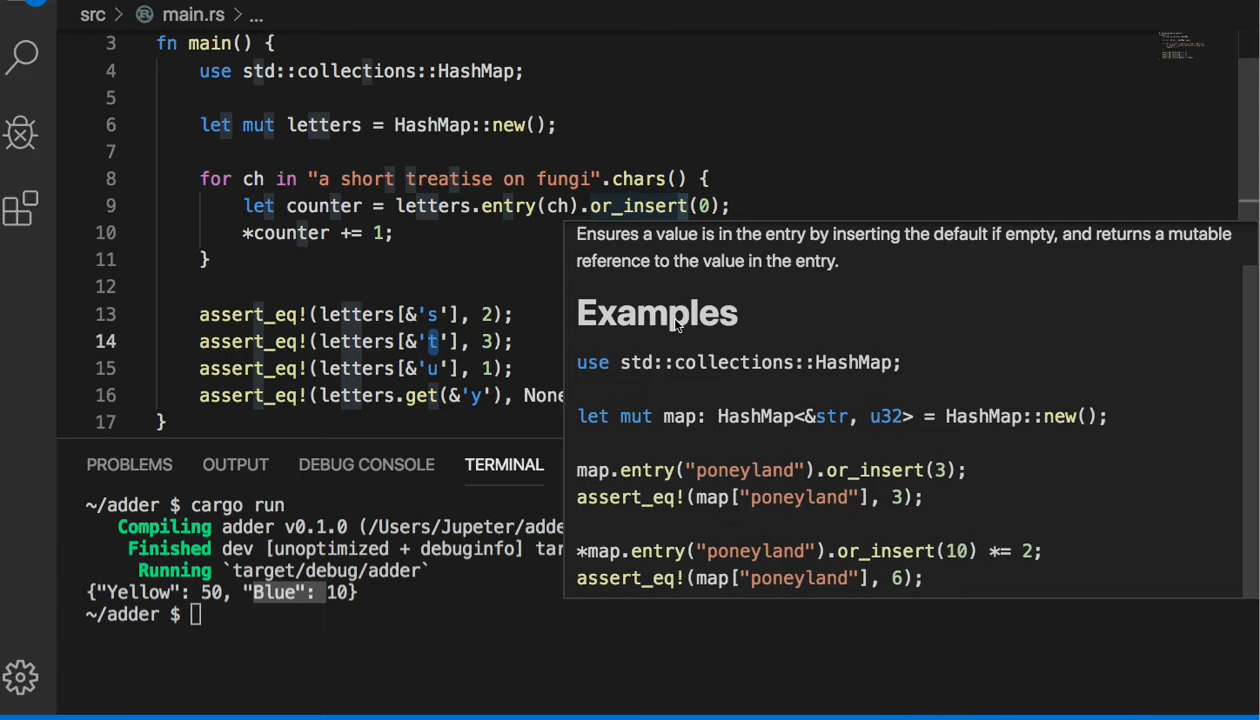 src > main.rs > ...
3 fn main() {
4 use std::collections::HashMap;
5
6 let mut letters = HashMap::new();
7
8 for ch in "a short treatise on fungi".chars() {
9 let counter = letters.entry(ch).or_insert(0);
10 *counter += 1;
11 }
12
13 assert_eq!(letters[&'s'], 2);
14 assert_eq!(letters[&'t'], 3);
15 assert_eq!(letters[&'u'], 1);
16 assert_eq!(letters.get(&'y'), None
17 }
Ensures a value is in the entry by inserting the default if empty, and returns a mutable
reference to the value in the entry.
Examples
use std::collections::HashMap;
let mut map: HashMap<&str, u32> = HashMap::new();
map.entry("poneyland").or_insert(3);
assert_eq!(map["poneyland"], 3);
*map.entry("poneyland").or_insert(10) *= 2;
assert_eq!(map["poneyland"], 6);
PROBLEMS OUTPUT DEBUG CONSOLE TERMINAL
~/adder $ cargo run
Compiling adder v0.1.0 (/Users/Jupeter/adde
Finished dev [unoptimized + debuginfo] tar
Running `target/debug/adder`
{"Yellow": 50, "Blue": 10}
~/adder $